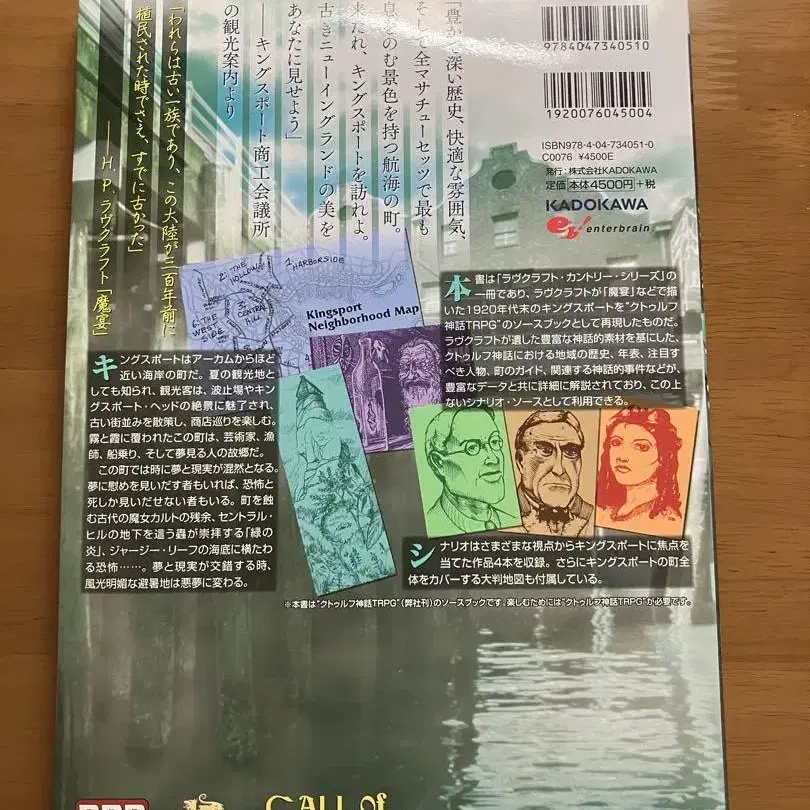 「豊かで深い歴史、快適な雰囲気、
そして全マサチューセッツで最も
息をのむ景色を持つ航海の町。
来たれ、キングスポートを訪れよ。
古きニューイングランドの美を
あなたに見せよう」
――キングスポート商工会議所
の観光案内より
「われらは古い一族であり、この大陸が三百年前に
植民された時でさえ、すでに古かった」
――H.P.ラヴクラフト「魔宴」
9784047340510
1920076045004
ISBN978-4-04-734051-0
C0076 ¥4500E
発行:株式会社KADOKAWA
定価 本体4500円 +税
KADOKAWA
eb! enterbrain
1. HARBORSIDE
2. THE HOLLOW
3. CENTRAL HILL
6. THE WEST SIDE
Kingsport
Neighborhood Map
本書は「ラヴクラフト・カントリー・シリーズ」の
一冊であり、ラヴクラフトが「魔宴」などで描
いた1920年代末のキングスポートを“クトゥルフ
神話TRPG”のソースブックとして再現したものだ。
ラヴクラフトが遺した豊富な神話的素材を基にした、
クトゥルフ神話における地域の歴史、年表、注目す
べき人物、町のガイド、関連する神話的事件などが、
豊富なデータと共に詳細に解説されており、この上
ないシナリオ・ソースとして利用できる。
キングスポートはアーカムからほど
近い海岸の町だ。夏の観光地と
しても知られ、観光客は、波止場やキン
グスポート・ヘッドの絶景に魅了され、
古い街並みを散策し、商店巡りを楽しむ。
霧と霞に覆われたこの町は、芸術家、漁
師、船乗り、そして夢見る人の故郷だ。
この町では時に夢と現実が混然となる。
夢に慰めを見いだす者もいれば、恐怖と
死しか見いだせない者もいる。町を蝕
む古代の魔女カルトの残余、セントラル・
ヒルの地下を這う蟲が崇拝する「緑の
炎」、ジャージー・リーフの海底に横たわ
る恐怖……。夢と現実が交錯する時、
風光明媚な避暑地は悪夢に変わる。
シナリオはさまざまな視点からキングスポートに焦点を
当てた作品4本を収録。さらにキングスポートの町全
体をカバーする大判地図も付属している。
※本書は“クトゥルフ神話TRPG”(弊社刊)のソースブックです。楽しむためには“クトゥルフ神話TRPG”が必要です。
CALL of